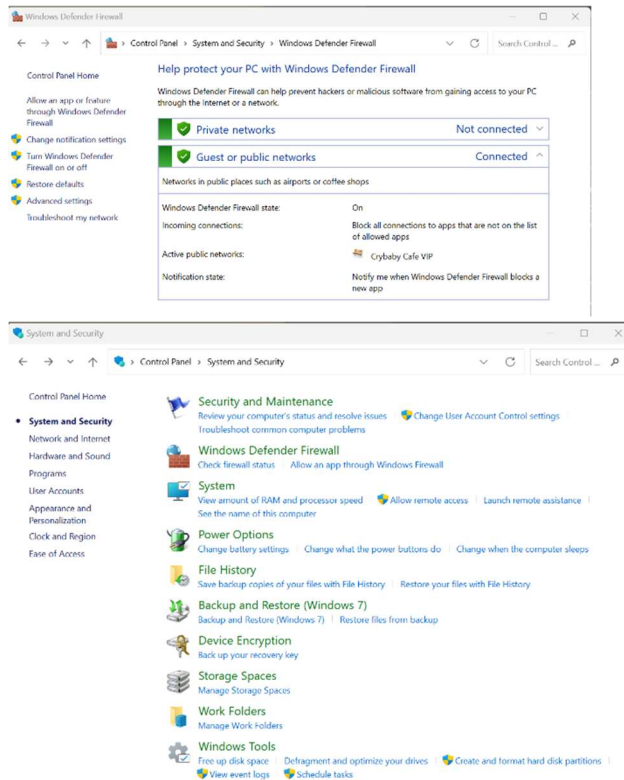 Windows Defender Firewall
Control Panel > System and Security > Windows Defender Firewall
Search Control ...
Control Panel Home
Allow an app or feature
through Windows Defender
Firewall
Change notification settings
Turn Windows Defender
Firewall on or off
Restore defaults
Advanced settings
Troubleshoot my network
Help protect your PC with Windows Defender Firewall
Windows Defender Firewall can help prevent hackers or malicious software from gaining access to your PC
through the Internet or a network.
Private networks Not connected
Guest or public networks Connected
Networks in public places such as airports or coffee shops
Windows Defender Firewall state: On
Incoming connections: Block all connections to apps that are not on the list
of allowed apps
Active public networks: Crybaby Cafe VIP
Notification state: Notify me when Windows Defender Firewall blocks a
new app
System and Security
Control Panel > System and Security
Search Control ...
Control Panel Home
System and Security
Network and Internet
Hardware and Sound
Programs
User Accounts
Appearance and
Personalization
Clock and Region
Ease of Access
Security and Maintenance
Review your computer's status and resolve issues Change User Account Control settings
Troubleshoot common computer problems
Windows Defender Firewall
Check firewall status Allow an app through Windows Firewall
System
View amount of RAM and processor speed Allow remote access Launch remote assistance
See the name of this computer
Power Options
Change battery settings Change what the power buttons do Change when the computer sleeps
File History
Save backup copies of your files with File History Restore your files with File History
Backup and Restore (Windows 7)
Backup and Restore (Windows 7) Restore files from backup
Device Encryption
Back up your recovery key
Storage Spaces
Manage Storage Spaces
Work Folders
Manage Work Folders
Windows Tools
Free up disk space Defragment and optimize your drives Create and format hard disk partitions
View event logs Schedule tasks